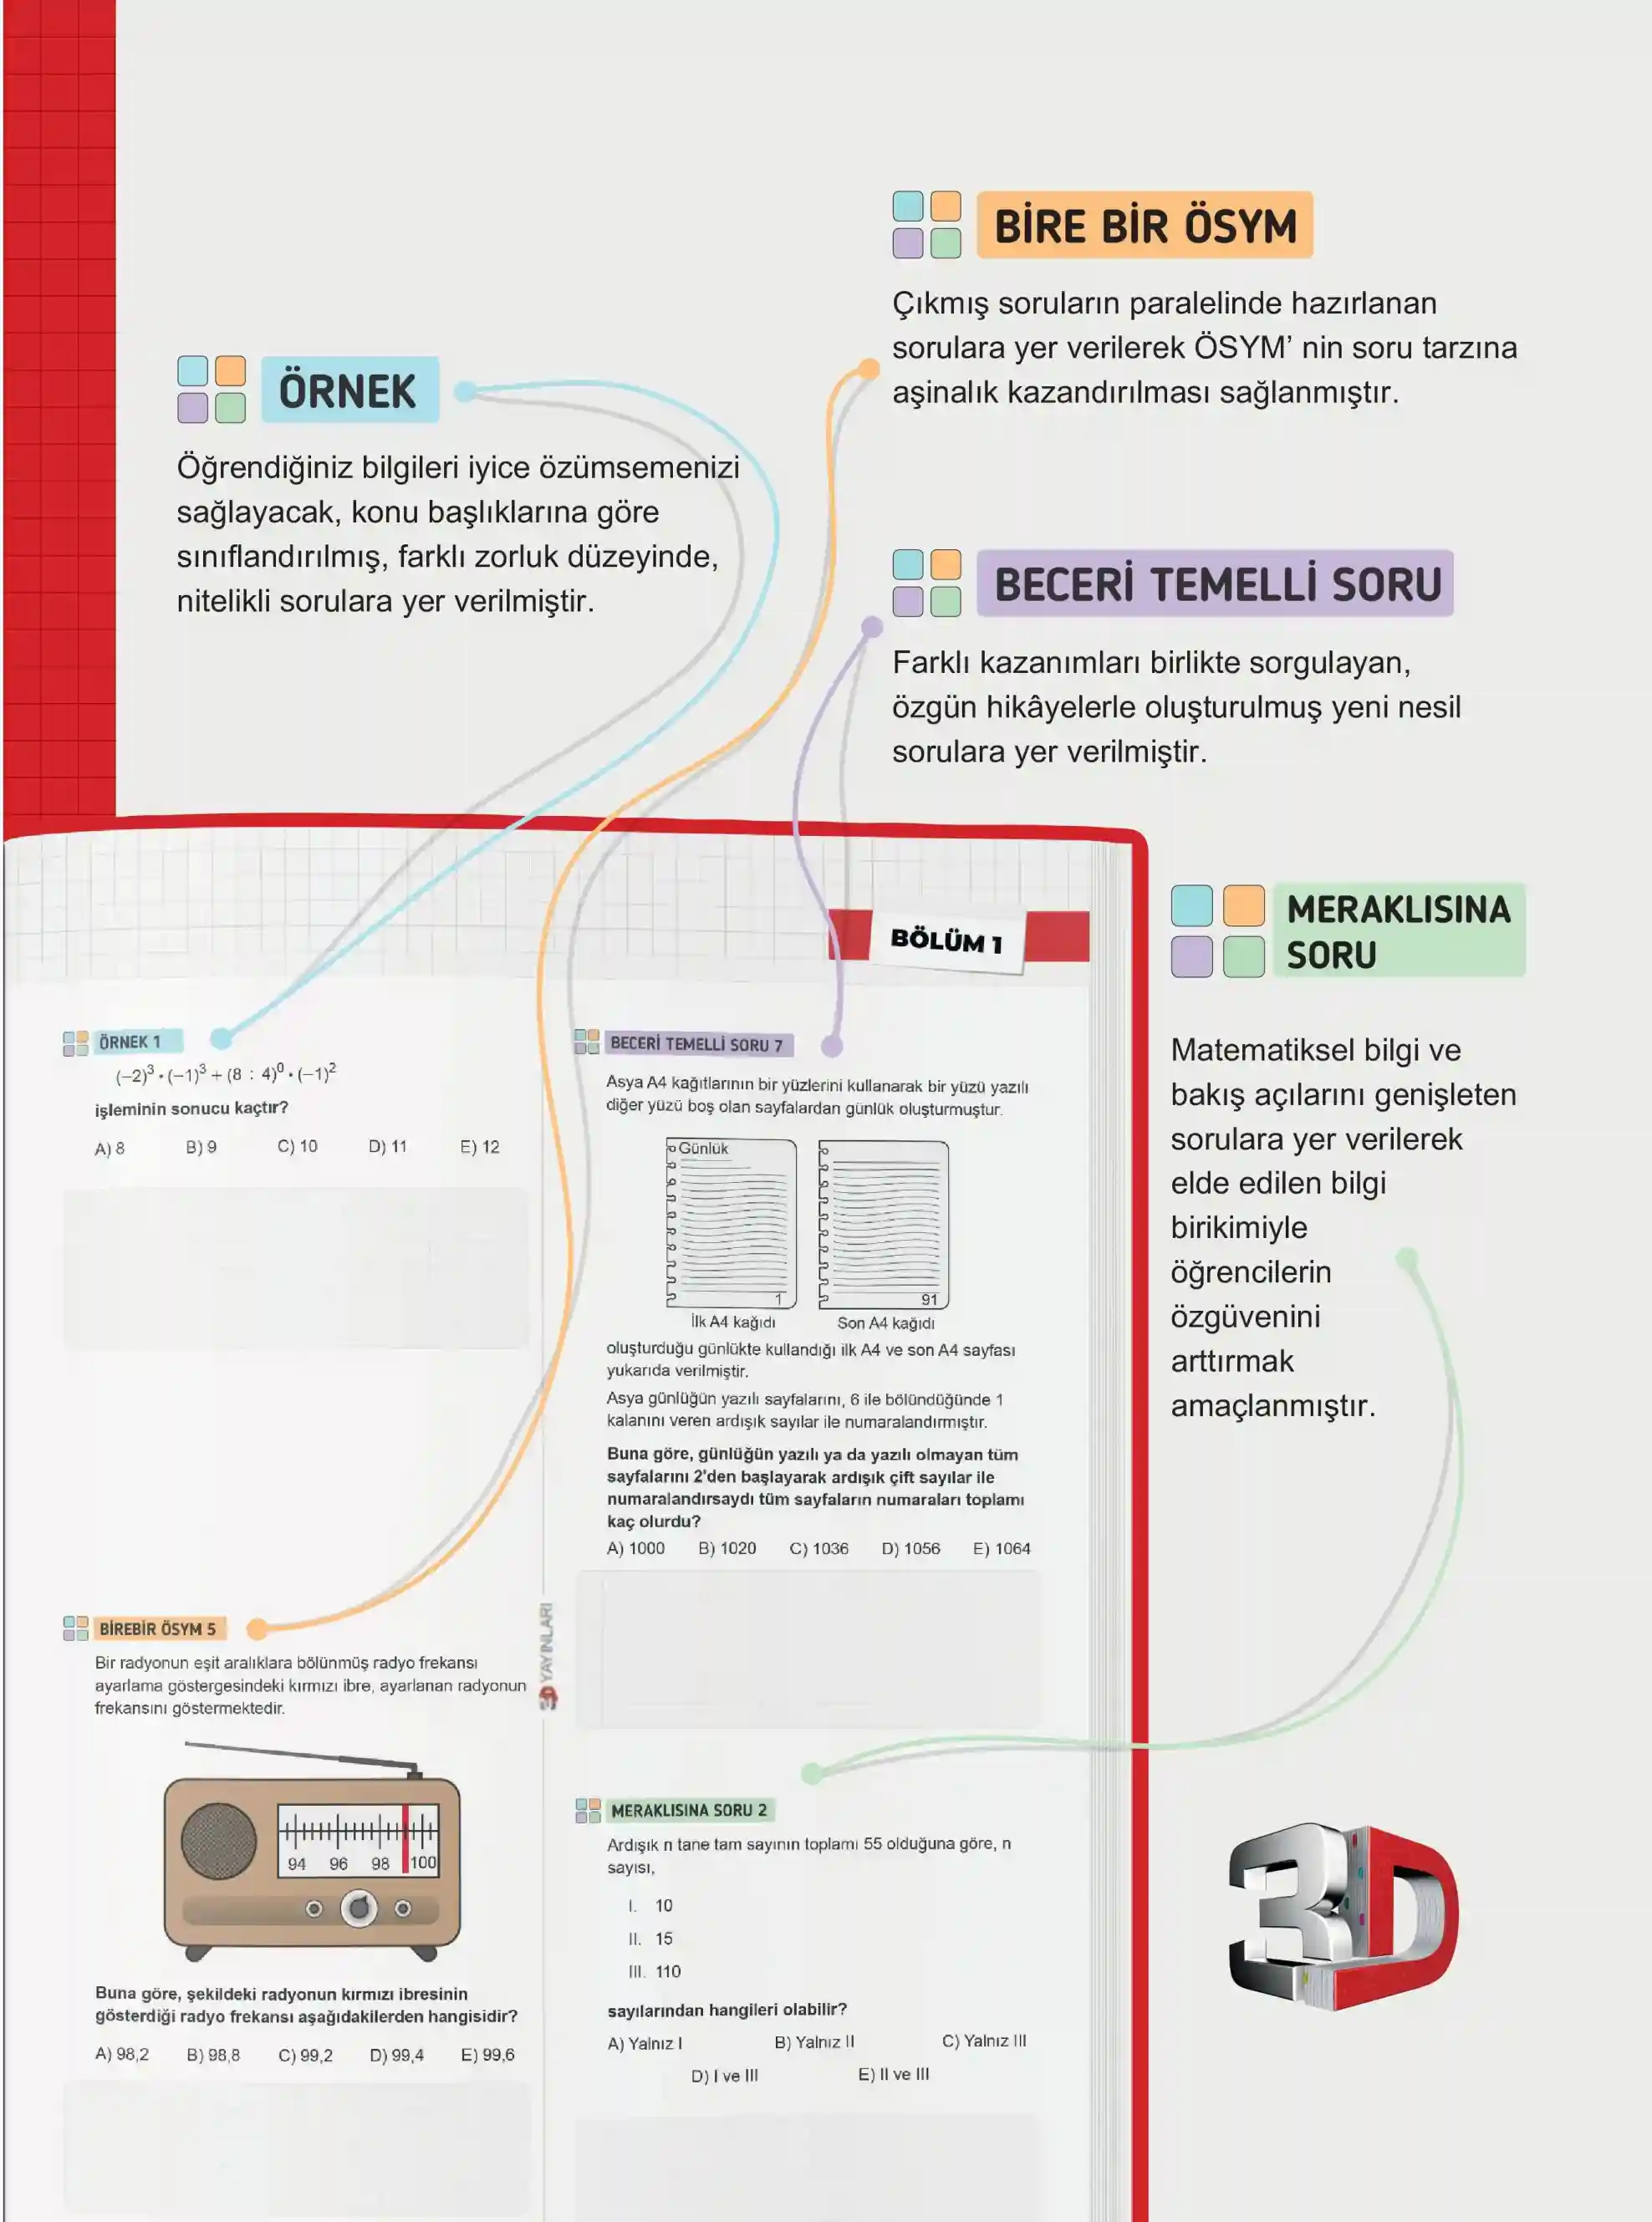 BİRE BİR ÖSYM
Çıkmış soruların paralelinde hazırlanan
sorulara yer verilerek ÖSYM' nin soru tarzına
aşinalık kazandırılması sağlanmıştır.
ÖRNEK
Öğrendiğiniz bilgileri iyice özümsemenizi
sağlayacak, konu başlıklarına göre
sınıflandırılmış, farklı zorluk düzeyinde,
nitelikli sorulara yer verilmiştir.
BECERİ TEMELLİ SORU
Farklı kazanımları birlikte sorgulayan,
özgün hikâyelerle oluşturulmuş yeni nesil
sorulara yer verilmiştir.
MERAKLISINA
SORU
Matematiksel bilgi ve
bakış açılarını genişleten
sorulara yer verilerek
elde edilen bilgi
birikimiyle
öğrencilerin
özgüvenini
arttırmak
amaçlanmıştır.
BÖLÜM 1
ÖRNEK 1
(−2)³ · (−1)³ + (8 : 4)⁰ · (−1)²
işleminin sonucu kaçtır?
A) 8 B) 9 C) 10 D) 11 E) 12
BİREBİR ÖSYM 5
Bir radyonun eşit aralıklara bölünmüş radyo frekansı
ayarlama göstergesindeki kırmızı ibre, ayarlanan radyonun
frekansını göstermektedir.
94 96 98 100
Buna göre, şekildeki radyonun kırmızı ibresinin
gösterdiği radyo frekansı aşağıdakilerden hangisidir?
A) 98,2 B) 98,8 C) 99,2 D) 99,4 E) 99,6
3D YAYINLARI
BECERİ TEMELLİ SORU 7
Asya A4 kağıtlarının bir yüzlerini kullanarak bir yüzü yazılı
diğer yüzü boş olan sayfalardan günlük oluşturmuştur.
Günlük
1 91
İlk A4 kağıdı Son A4 kağıdı
oluşturduğu günlükte kullandığı ilk A4 ve son A4 sayfası
yukarıda verilmiştir.
Asya günlüğün yazılı sayfalarını, 6 ile bölündüğünde 1
kalanını veren ardışık sayılar ile numaralandırmıştır.
Buna göre, günlüğün yazılı ya da yazılı olmayan tüm
sayfalarını 2'den başlayarak ardışık çift sayılar ile
numaralandırsaydı tüm sayfaların numaraları toplamı
kaç olurdu?
A) 1000 B) 1020 C) 1036 D) 1056 E) 1064
MERAKLISINA SORU 2
Ardışık n tane tam sayının toplamı 55 olduğuna göre, n
sayısı,
I. 10
II. 15
III. 110
sayılarından hangileri olabilir?
A) Yalnız I B) Yalnız II C) Yalnız III
D) I ve III E) II ve III
3D